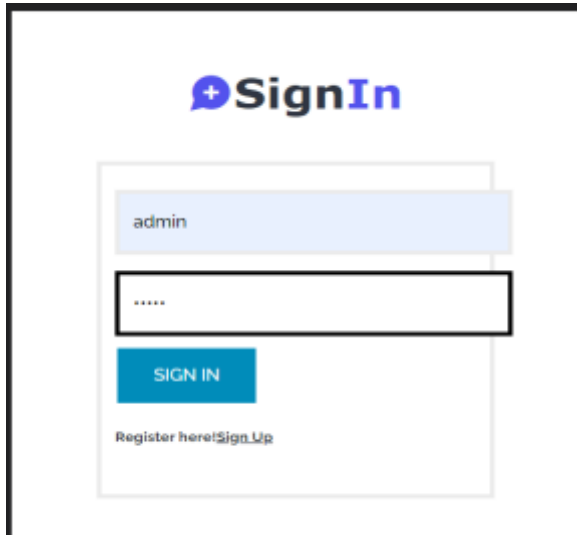 SignIn
admin
•••••
SIGN IN
Register here!Sign Up